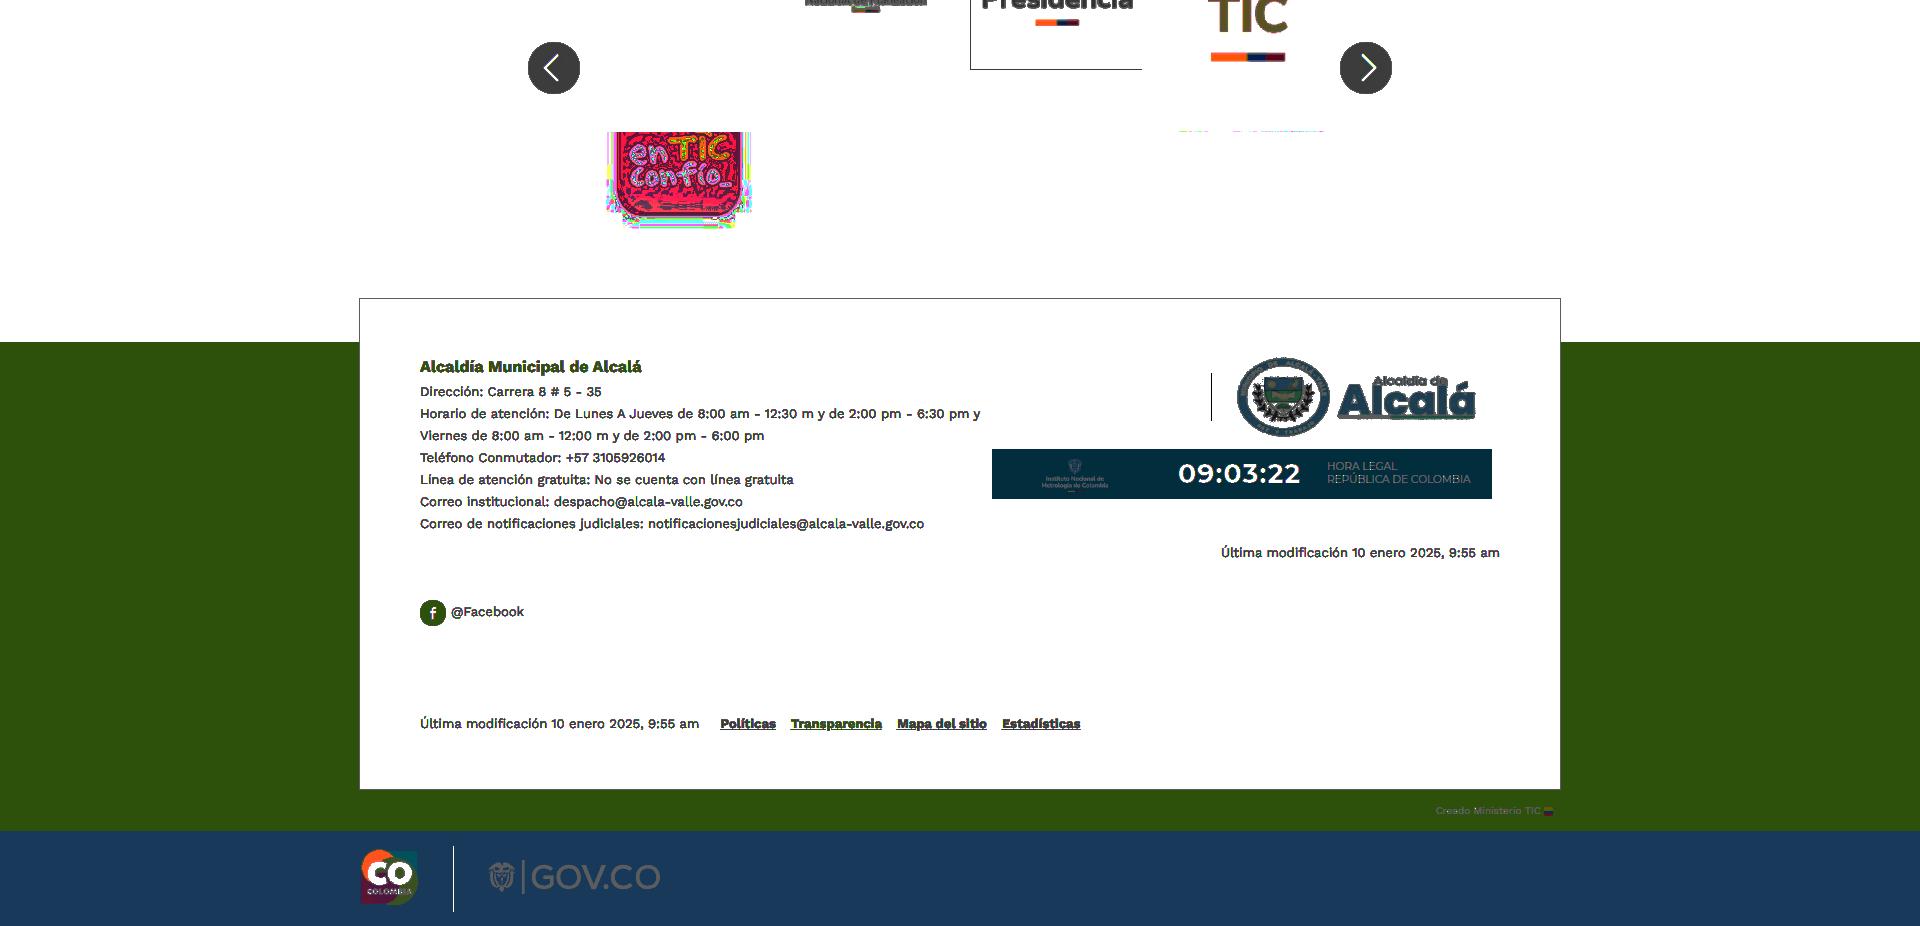 Presidencia
TIC
en TIC
confío_
Alcaldía Municipal de Alcalá
Dirección: Carrera 8 # 5 - 35
Horario de atención: De Lunes A Jueves de 8:00 am - 12:30 m y de 2:00 pm - 6:30 pm y
Viernes de 8:00 am - 12:00 m y de 2:00 pm - 6:00 pm
Teléfono Conmutador: +57 3105926014
Línea de atención gratuita: No se cuenta con línea gratuita
Correo institucional: despacho@alcala-valle.gov.co
Correo de notificaciones judiciales: notificacionesjudiciales@alcala-valle.gov.co
Alcaldía de
Alcalá
Instituto Nacional de
Metrología de Colombia
09:03:22
HORA LEGAL
REPÚBLICA DE COLOMBIA
Última modificación 10 enero 2025, 9:55 am
@Facebook
Última modificación 10 enero 2025, 9:55 am Políticas Transparencia Mapa del sitio Estadísticas
Creado Ministerio TIC
CO
COLOMBIA
GOV.CO